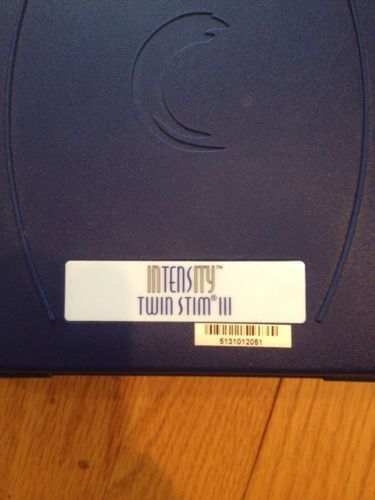 INTENSITY™
TWIN STIM® III
5131012051